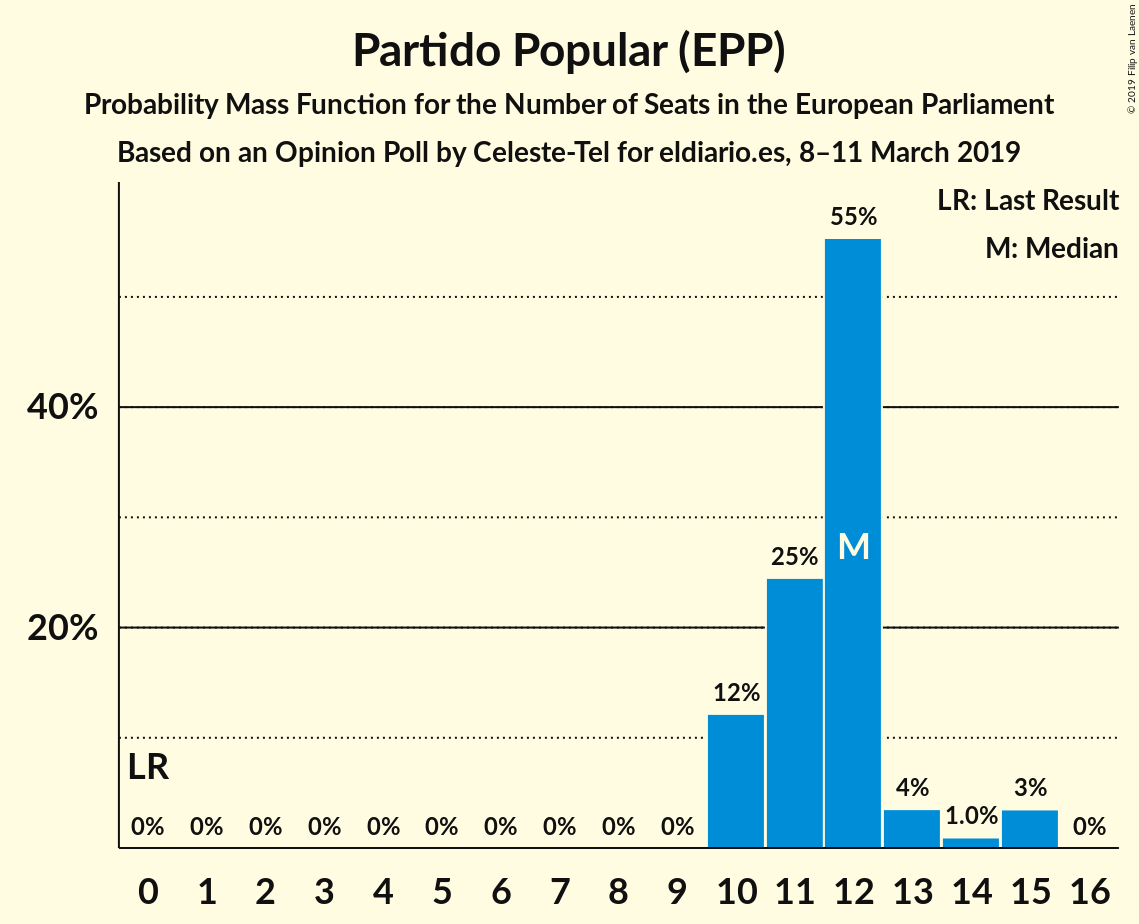 Partido Popular (EPP)
Probability Mass Function for the Number of Seats in the European Parliament
Based on an Opinion Poll by Celeste-Tel for eldiario.es, 8–11 March 2019
© 2019 Filip van Laenen
LR: Last Result
M: Median
55%
40%
M
25%
20%
12%
LR
4%
3%
1.0%
0% 0% 0% 0% 0% 0% 0% 0% 0% 0% 0%
0 1 2 3 4 5 6 7 8 9 10 11 12 13 14 15 16